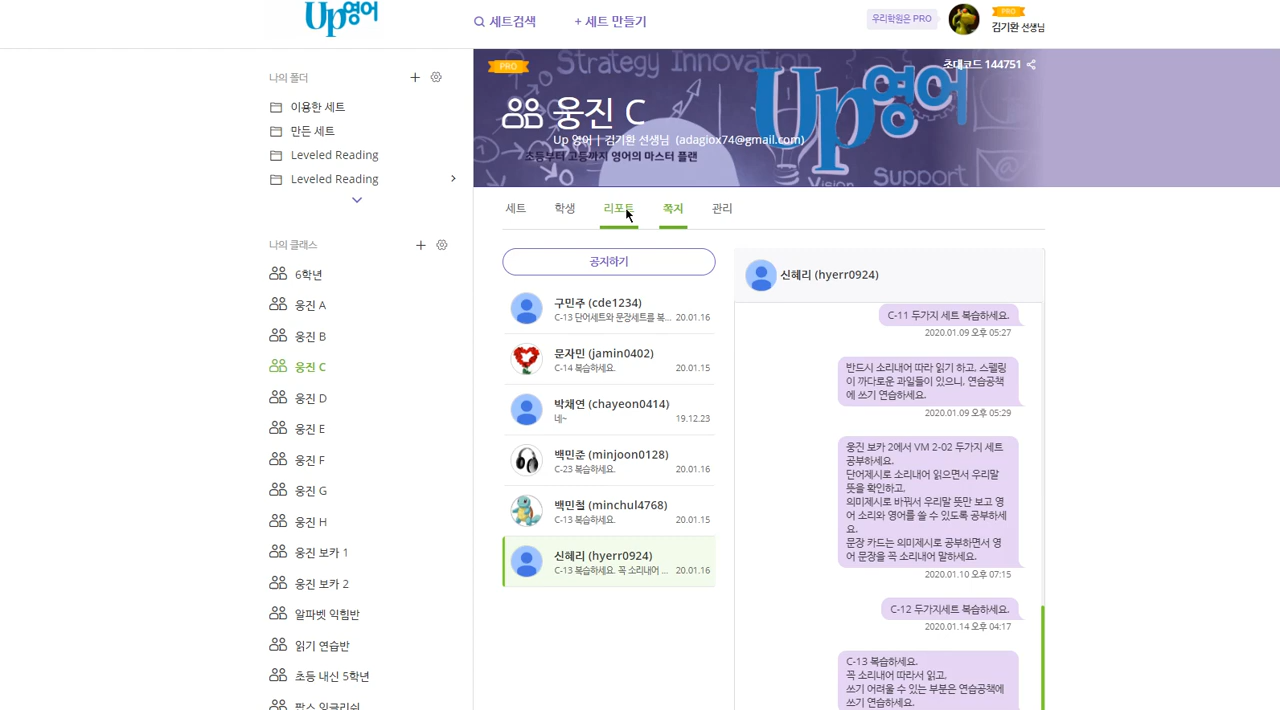 Up영어
세트검색
+ 세트 만들기
우리학원은 PRO
PRO
김기환 선생님
나의 폴더
이용한 세트
만든 세트
Leveled Reading
Leveled Reading
나의 클래스
6학년
웅진 A
웅진 B
웅진 C
웅진 D
웅진 E
웅진 F
웅진 G
웅진 H
웅진 보카 1
웅진 보카 2
알파벳 익힘반
읽기 연습반
초등 내신 5학년
팝스 잉글리쉬
PRO
Strategy Innovation
초대코드 144751
웅진 C
Up영어
Up 영어 | 김기환 선생님 (adagiox74@gmail.com)
초등부터 고등까지 영어의 마스터 플랜
Vision
Support
세트
학생
리포트
쪽지
관리
공지하기
구민주 (cde1234)
C-13 단어세트와 문장세트를 복... 20.01.16
문자민 (jamin0402)
C-14 복습하세요. 20.01.15
박채연 (chayeon0414)
네~ 19.12.23
백민준 (minjoon0128)
C-23 복습하세요. 20.01.16
백민철 (minchul4768)
C-13 복습하세요. 20.01.15
신혜리 (hyerr0924)
C-13 복습하세요. 꼭 소리내어 ... 20.01.16
신혜리 (hyerr0924)
C-11 두가지 세트 복습하세요.
2020.01.09 오후 05:27
반드시 소리내어 따라 읽기 하고, 스펠링
이 까다로운 과일들이 있으니, 연습공책
에 쓰기 연습하세요.
2020.01.09 오후 05:29
웅진 보카 2에서 VM 2-02 두가지 세트
공부하세요.
단어제시로 소리내어 읽으면서 우리말
뜻을 확인하고,
의미제시로 바꿔서 우리말 뜻만 보고 영
어 소리와 영어를 쓸 수 있도록 공부하세
요.
문장 카드는 의미제시로 공부하면서 영
어 문장을 꼭 소리내어 말하세요.
2020.01.10 오후 07:15
C-12 두가지세트 복습하세요.
2020.01.14 오후 04:17
C-13 복습하세요.
꼭 소리내어 따라서 읽고,
쓰기 어려울 수 있는 부분은 연습공책에
쓰기 연습하세요.